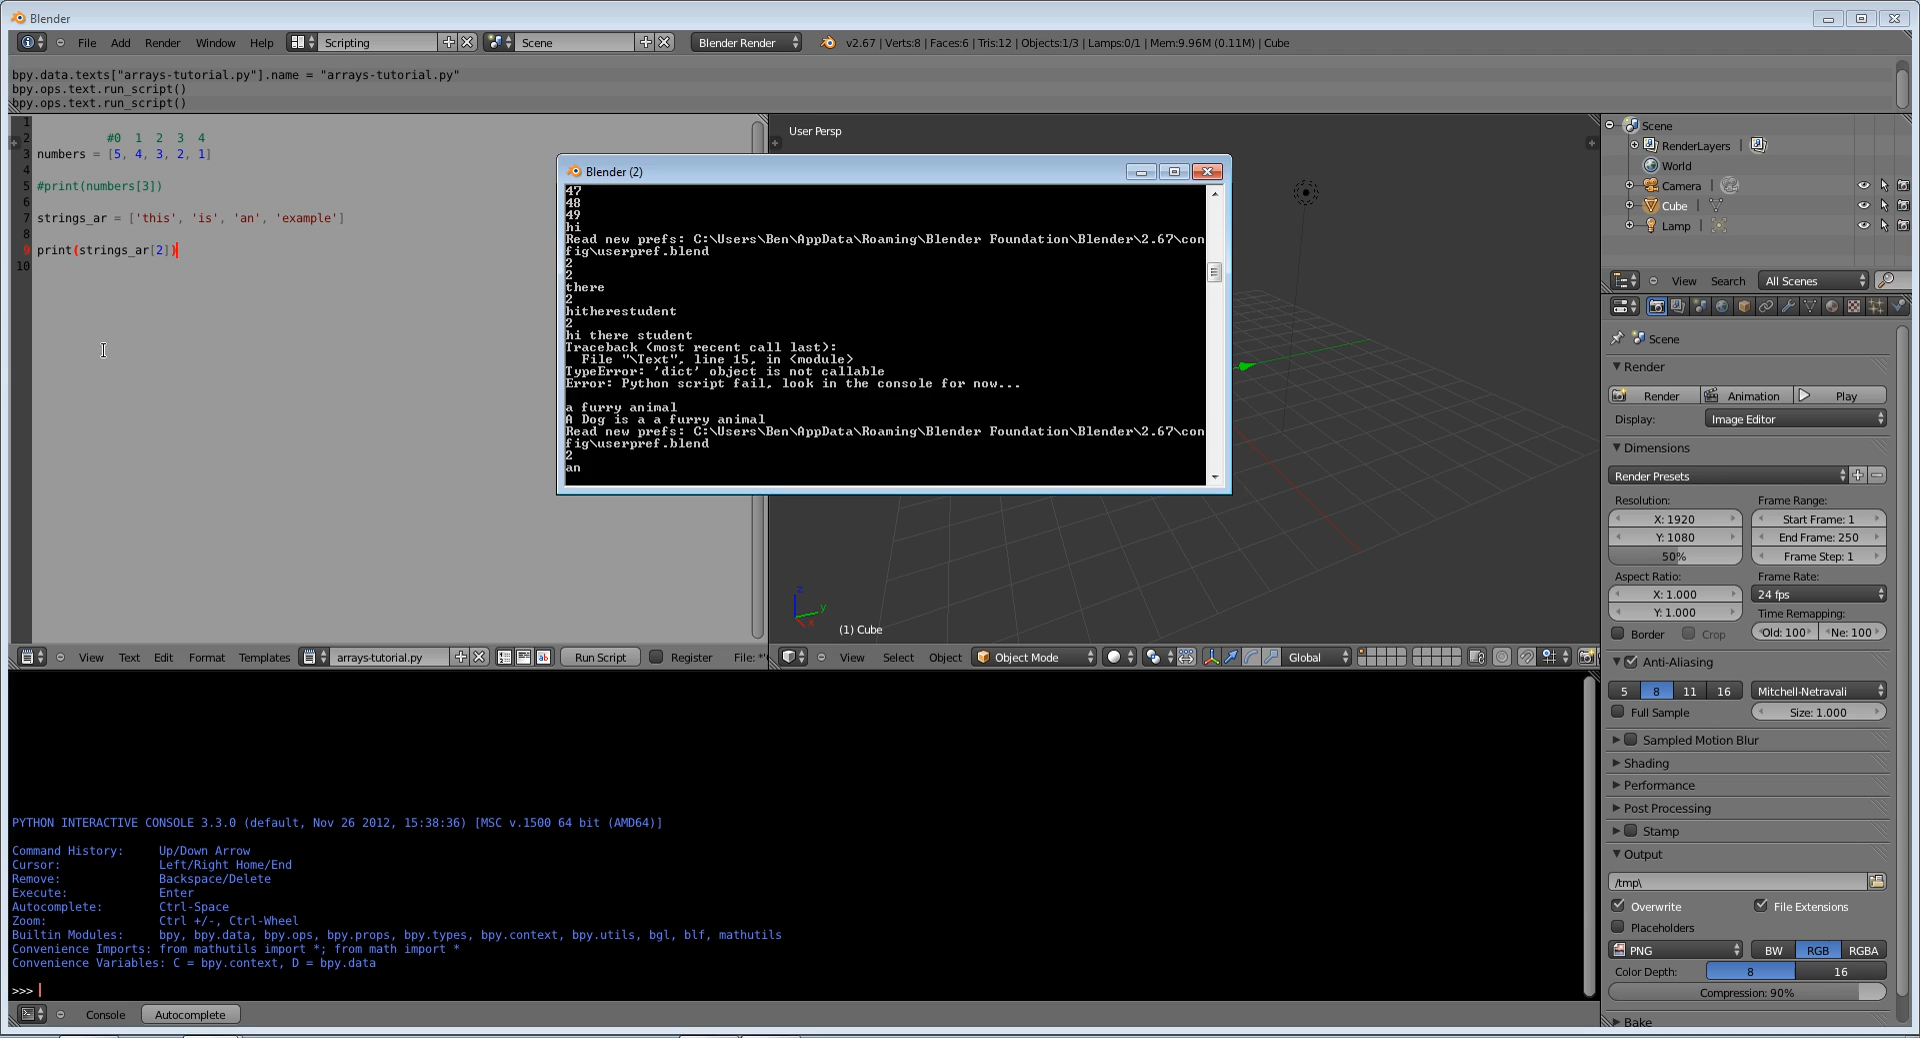 Blender
File Add Render Window Help Scripting Scene Blender Render v2.67 | Verts:8 | Faces:6 | Tris:12 | Objects:1/3 | Lamps:0/1 | Mem:9.96M (0.11M) | Cube
bpy.data.texts["arrays-tutorial.py"].name = "arrays-tutorial.py"
bpy.ops.text.run_script()
bpy.ops.text.run_script()
1
2 #0 1 2 3 4
3 numbers = [5, 4, 3, 2, 1]
4
5 #print(numbers[3])
6
7 strings_ar = ['this', 'is', 'an', 'example']
8
9 print(strings_ar[2])
10
View Text Edit Format Templates arrays-tutorial.py Run Script Register File: *
User Persp
Blender (2)
47
48
49
hi
Read new prefs: C:\Users\Ben\AppData\Roaming\Blender Foundation\Blender\2.67\con
fig\userpref.blend
2
2
there
2
hitherestudent
2
hi there student
Traceback (most recent call last):
File "\Text", line 15, in <module>
TypeError: 'dict' object is not callable
Error: Python script fail, look in the console for now...
a furry animal
A Dog is a a furry animal
Read new prefs: C:\Users\Ben\AppData\Roaming\Blender Foundation\Blender\2.67\con
fig\userpref.blend
2
an
z
y
x
(1) Cube
View Select Object Object Mode Global
PYTHON INTERACTIVE CONSOLE 3.3.0 (default, Nov 26 2012, 15:38:36) [MSC v.1500 64 bit (AMD64)]
Command History: Up/Down Arrow
Cursor: Left/Right Home/End
Remove: Backspace/Delete
Execute: Enter
Autocomplete: Ctrl-Space
Zoom: Ctrl +/-, Ctrl-Wheel
Builtin Modules: bpy, bpy.data, bpy.ops, bpy.props, bpy.types, bpy.context, bpy.utils, bgl, blf, mathutils
Convenience Imports: from mathutils import *; from math import *
Convenience Variables: C = bpy.context, D = bpy.data
>>>
Console Autocomplete
Scene
RenderLayers
World
Camera
Cube
Lamp
View Search All Scenes
Scene
Render
Render Animation Play
Display: Image Editor
Dimensions
Render Presets
Resolution: Frame Range:
X: 1920 Start Frame: 1
Y: 1080 End Frame: 250
50% Frame Step: 1
Aspect Ratio: Frame Rate:
X: 1.000 24 fps
Y: 1.000 Time Remapping:
Border Crop Old: 100 Ne: 100
Anti-Aliasing
5 8 11 16 Mitchell-Netravali
Full Sample Size: 1.000
Sampled Motion Blur
Shading
Performance
Post Processing
Stamp
Output
/tmp\
Overwrite File Extensions
Placeholders
PNG BW RGB RGBA
Color Depth: 8 16
Compression: 90%
Bake